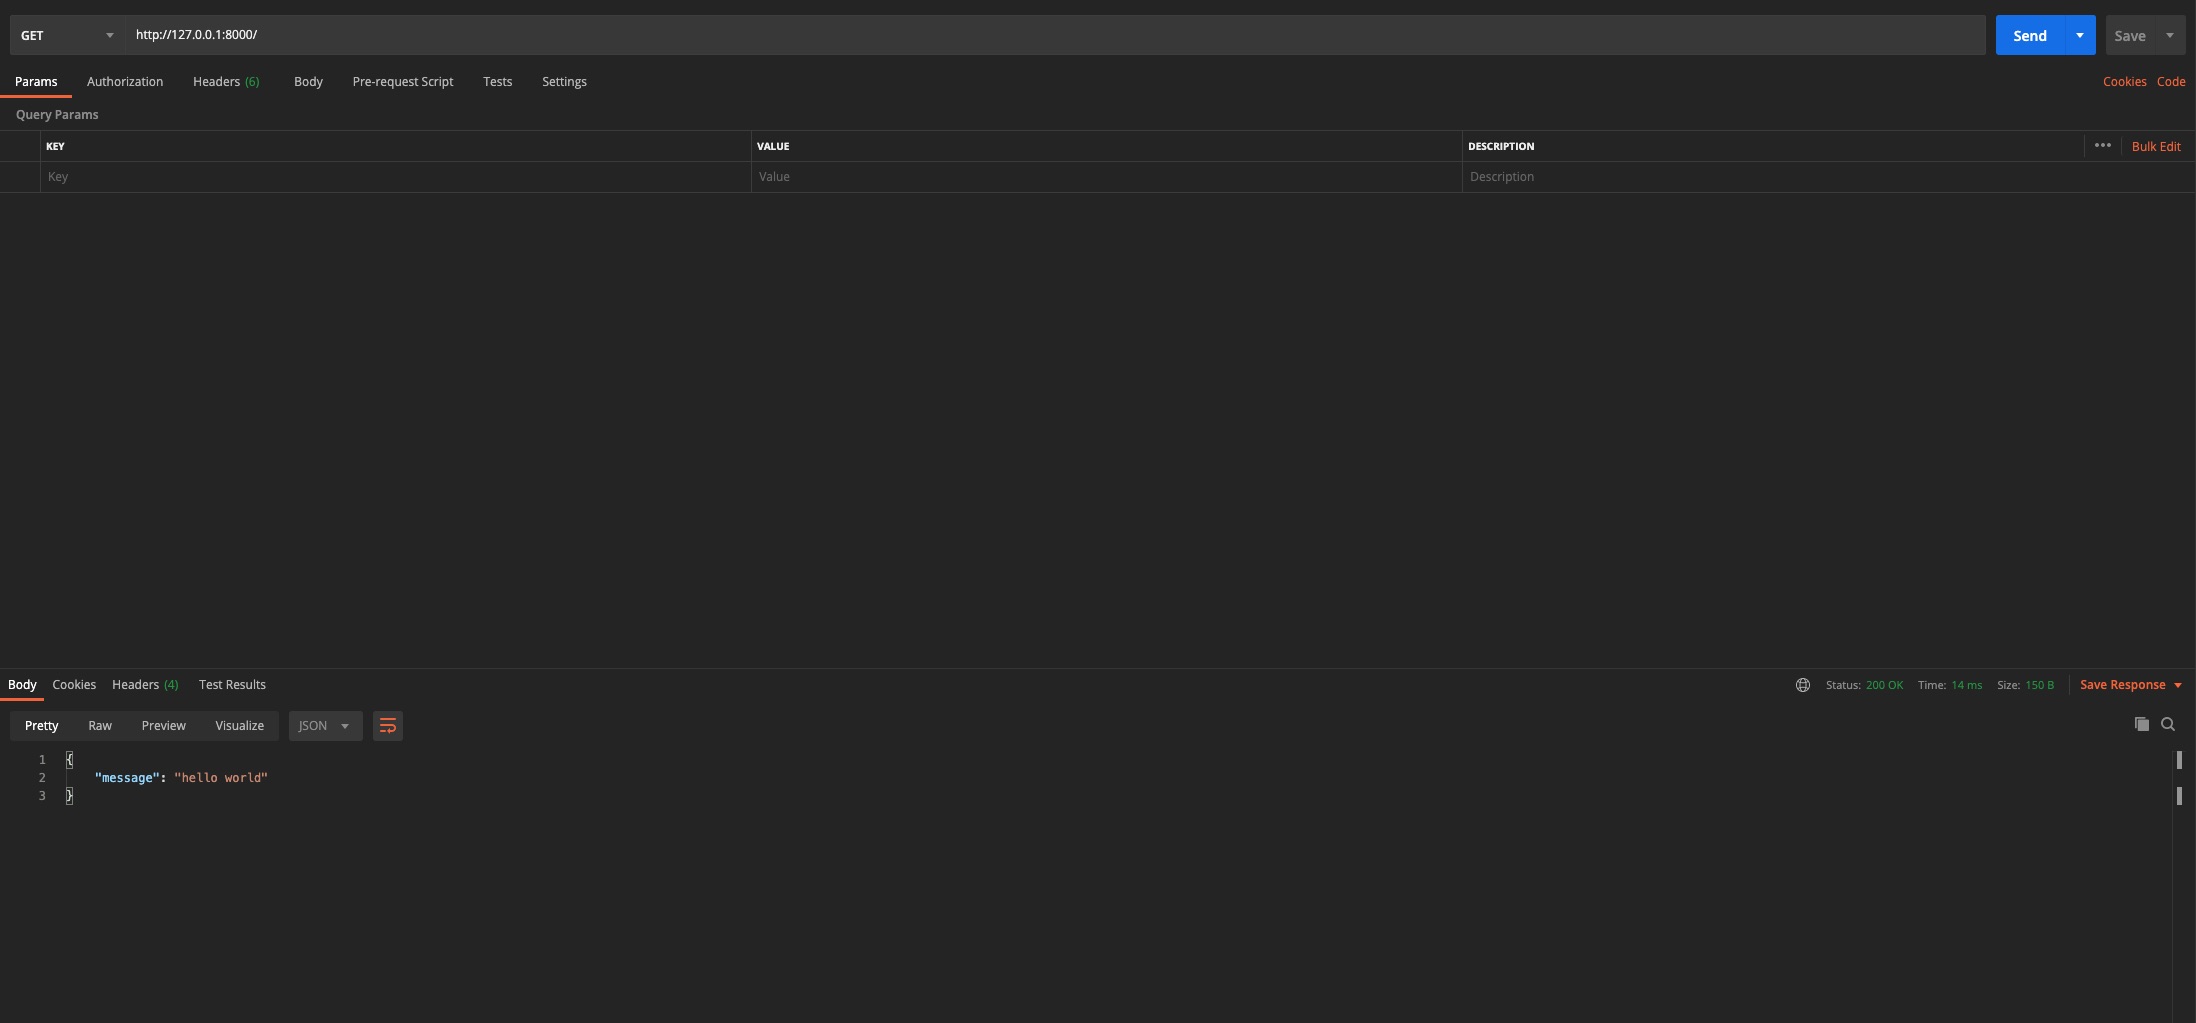 GET http://127.0.0.1:8000/ Send Save
Params Authorization Headers (6) Body Pre-request Script Tests Settings Cookies Code
Query Params
KEY VALUE DESCRIPTION ••• Bulk Edit
Key Value Description
Body Cookies Headers (4) Test Results Status: 200 OK Time: 14 ms Size: 150 B Save Response
Pretty Raw Preview Visualize JSON
1 {
2 "message": "hello world"
3 }